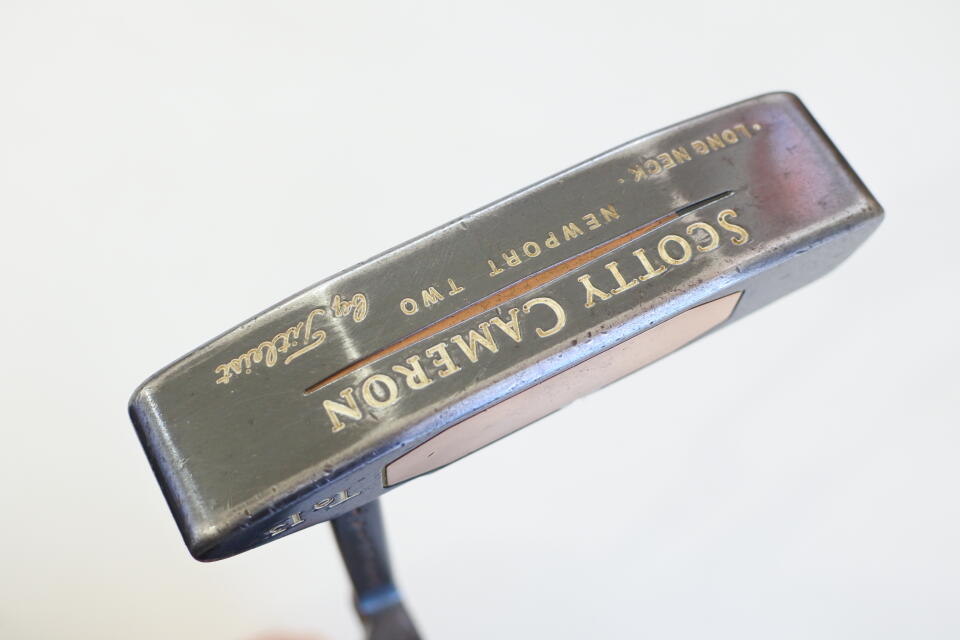 SCOTTY CAMERON
NEWPORT TWO
by Titleist
• LONG NECK •
TeI3